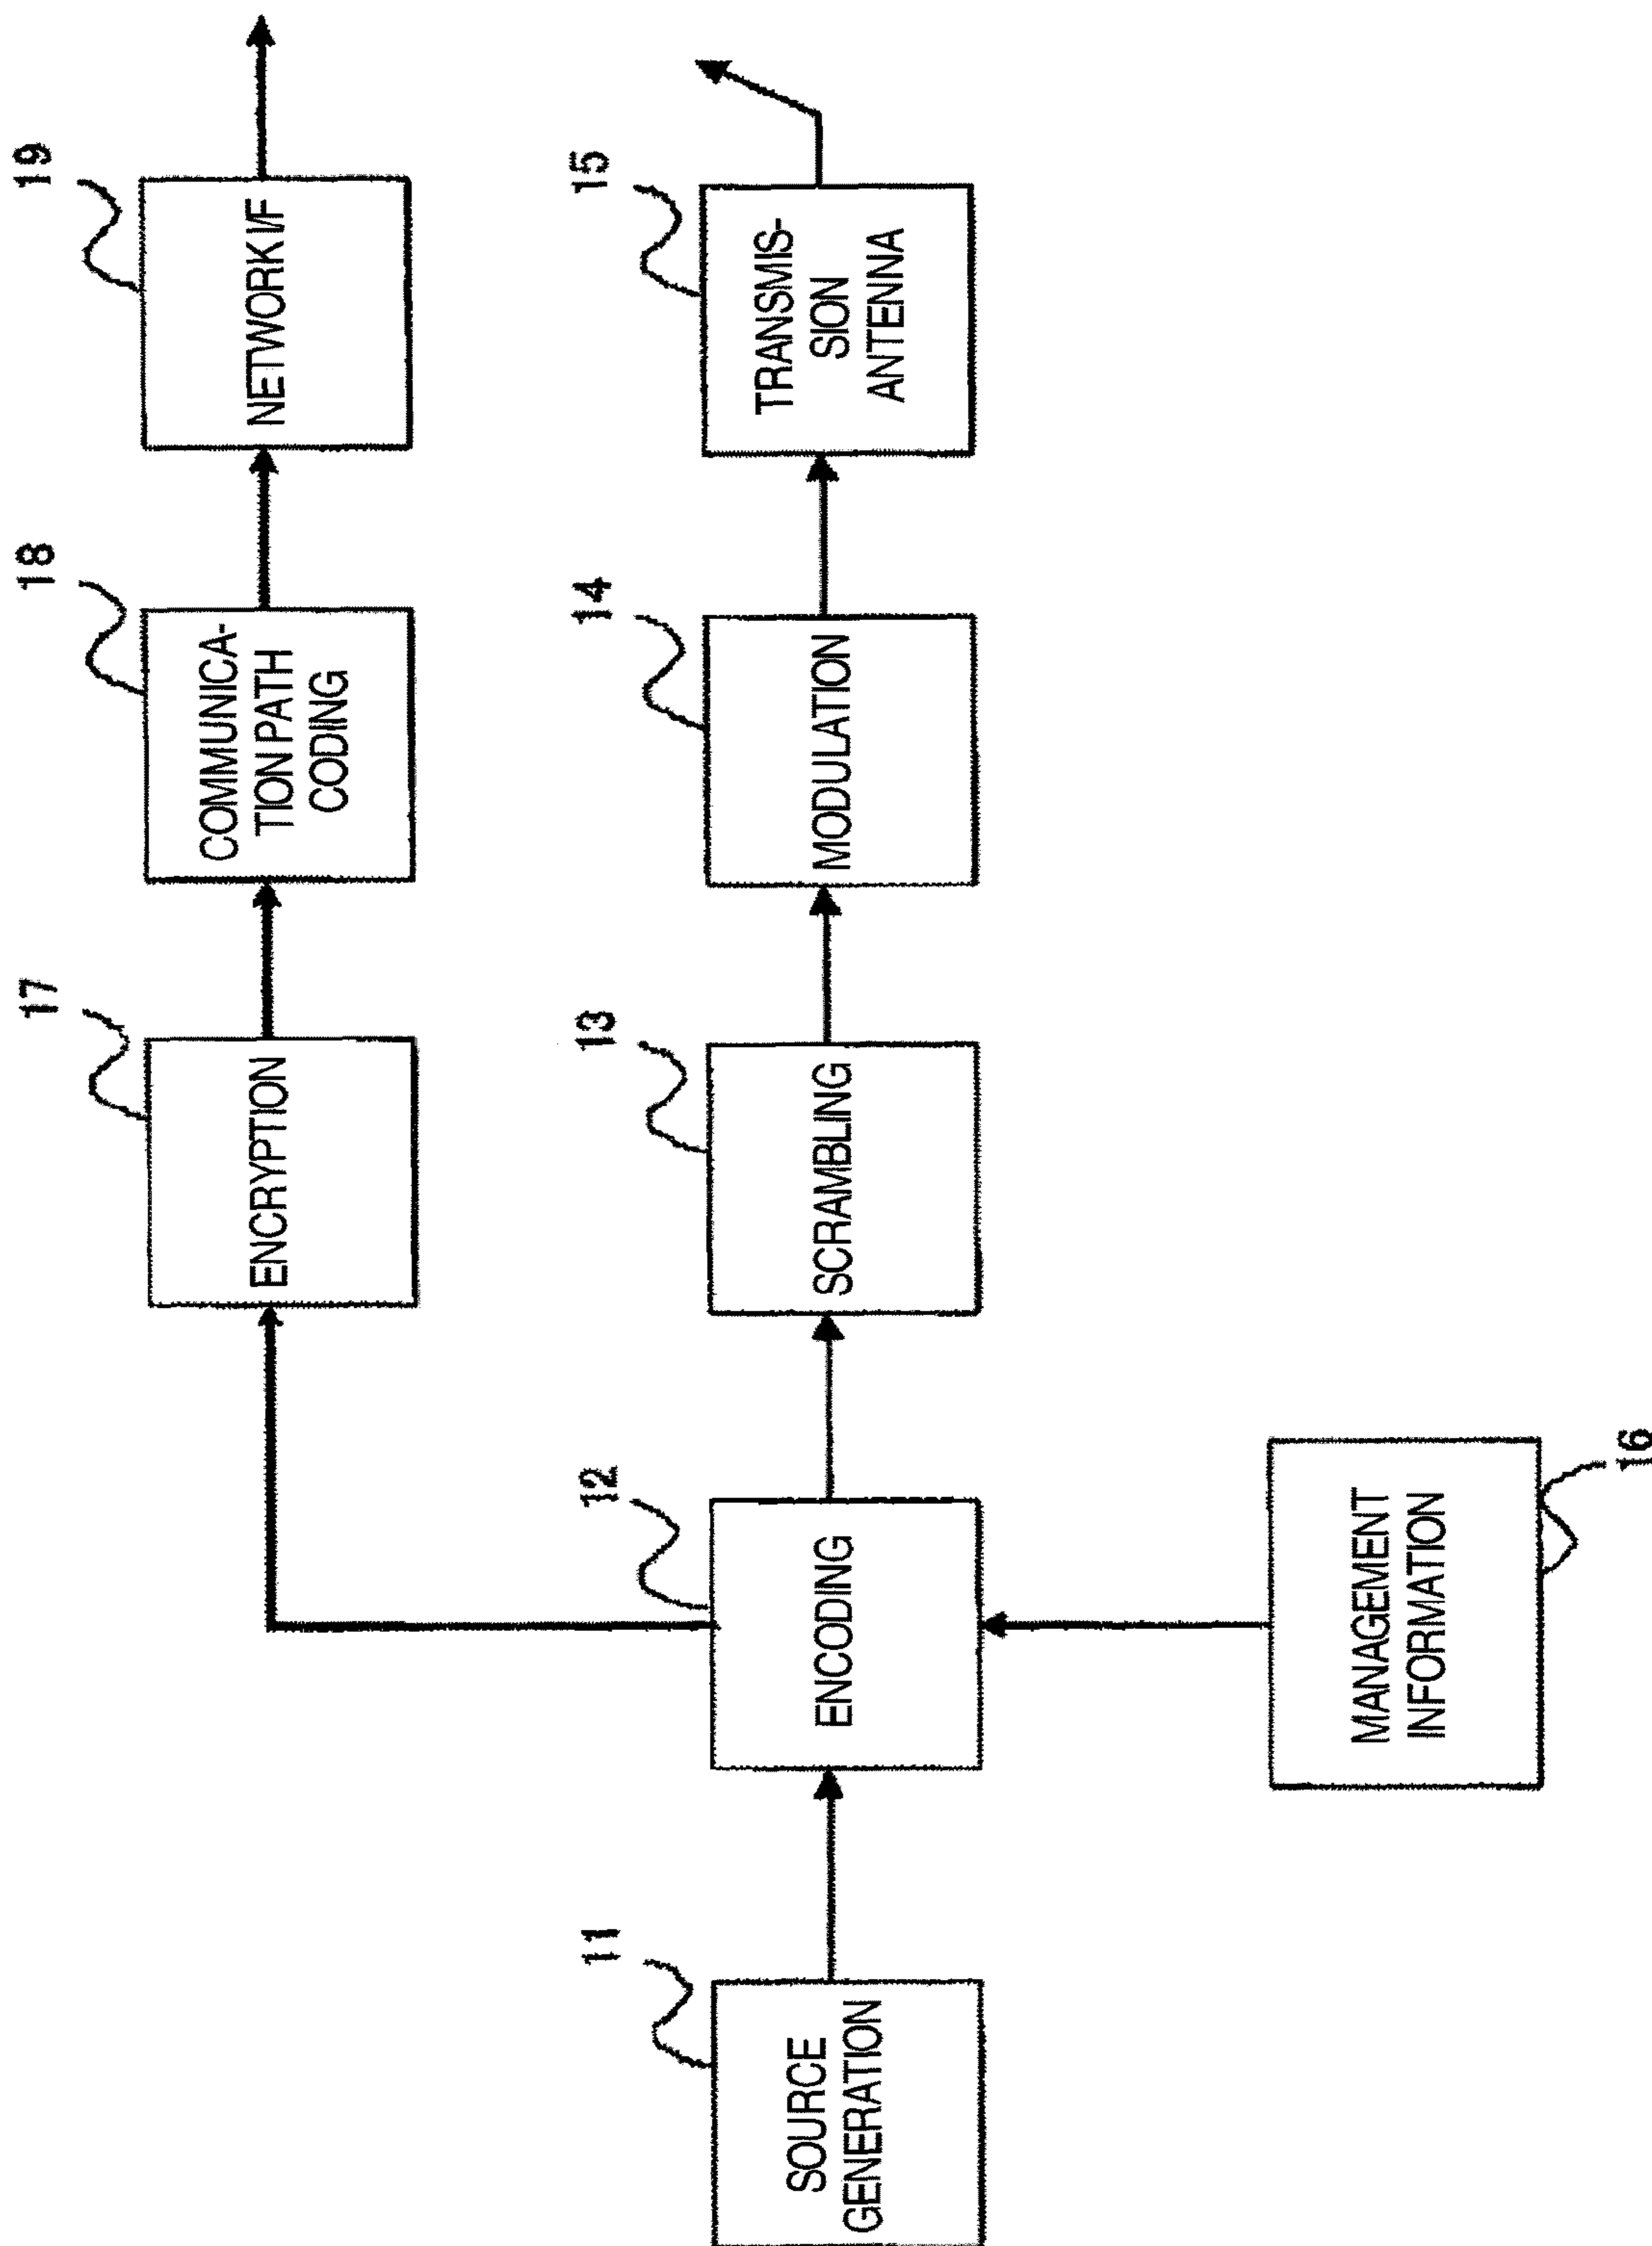 17
18
19
ENCRYPTION
COMMUNICA-
TION PATH
CODING
NETWORK I/F
11
12
13
14
15
SOURCE
GENERATION
ENCODING
SCRAMBLING
MODULATION
TRANSMIS-
SION
ANTENNA
MANAGEMENT
INFORMATION
16